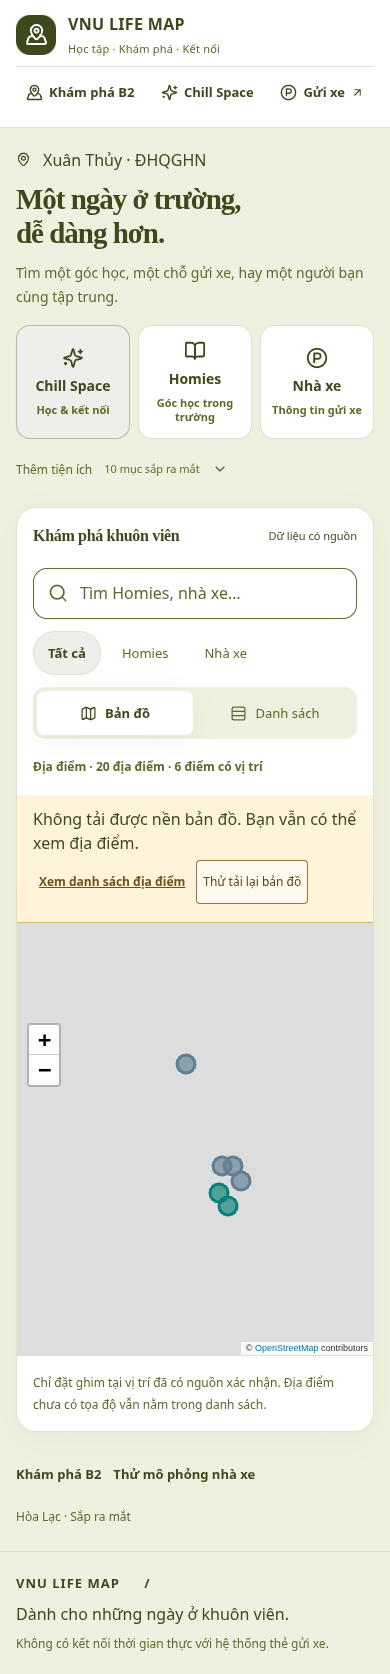 VNU LIFE MAP
Học tập · Khám phá · Kết nối
Khám phá B2
Chill Space
Gửi xe
Xuân Thủy · ĐHQGHN
Một ngày ở trường,
dễ dàng hơn.
Tìm một góc học, một chỗ gửi xe, hay một người bạn
cùng tập trung.
Chill Space
Học & kết nối
Homies
Góc học trong
trường
Nhà xe
Thông tin gửi xe
Thêm tiện ích
10 mục sắp ra mắt
Khám phá khuôn viên
Dữ liệu có nguồn
Tìm Homies, nhà xe...
Tất cả
Homies
Nhà xe
Bản đồ
Danh sách
Địa điểm · 20 địa điểm · 6 điểm có vị trí
Không tải được nền bản đồ. Bạn vẫn có thể
xem địa điểm.
Xem danh sách địa điểm
Thử tải lại bản đồ
+
−
© OpenStreetMap contributors
Chỉ đặt ghim tại vị trí đã có nguồn xác nhận. Địa điểm
chưa có tọa độ vẫn nằm trong danh sách.
Khám phá B2
Thử mô phỏng nhà xe
Hòa Lạc · Sắp ra mắt
VNU LIFE MAP /
Dành cho những ngày ở khuôn viên.
Không có kết nối thời gian thực với hệ thống thẻ gửi xe.